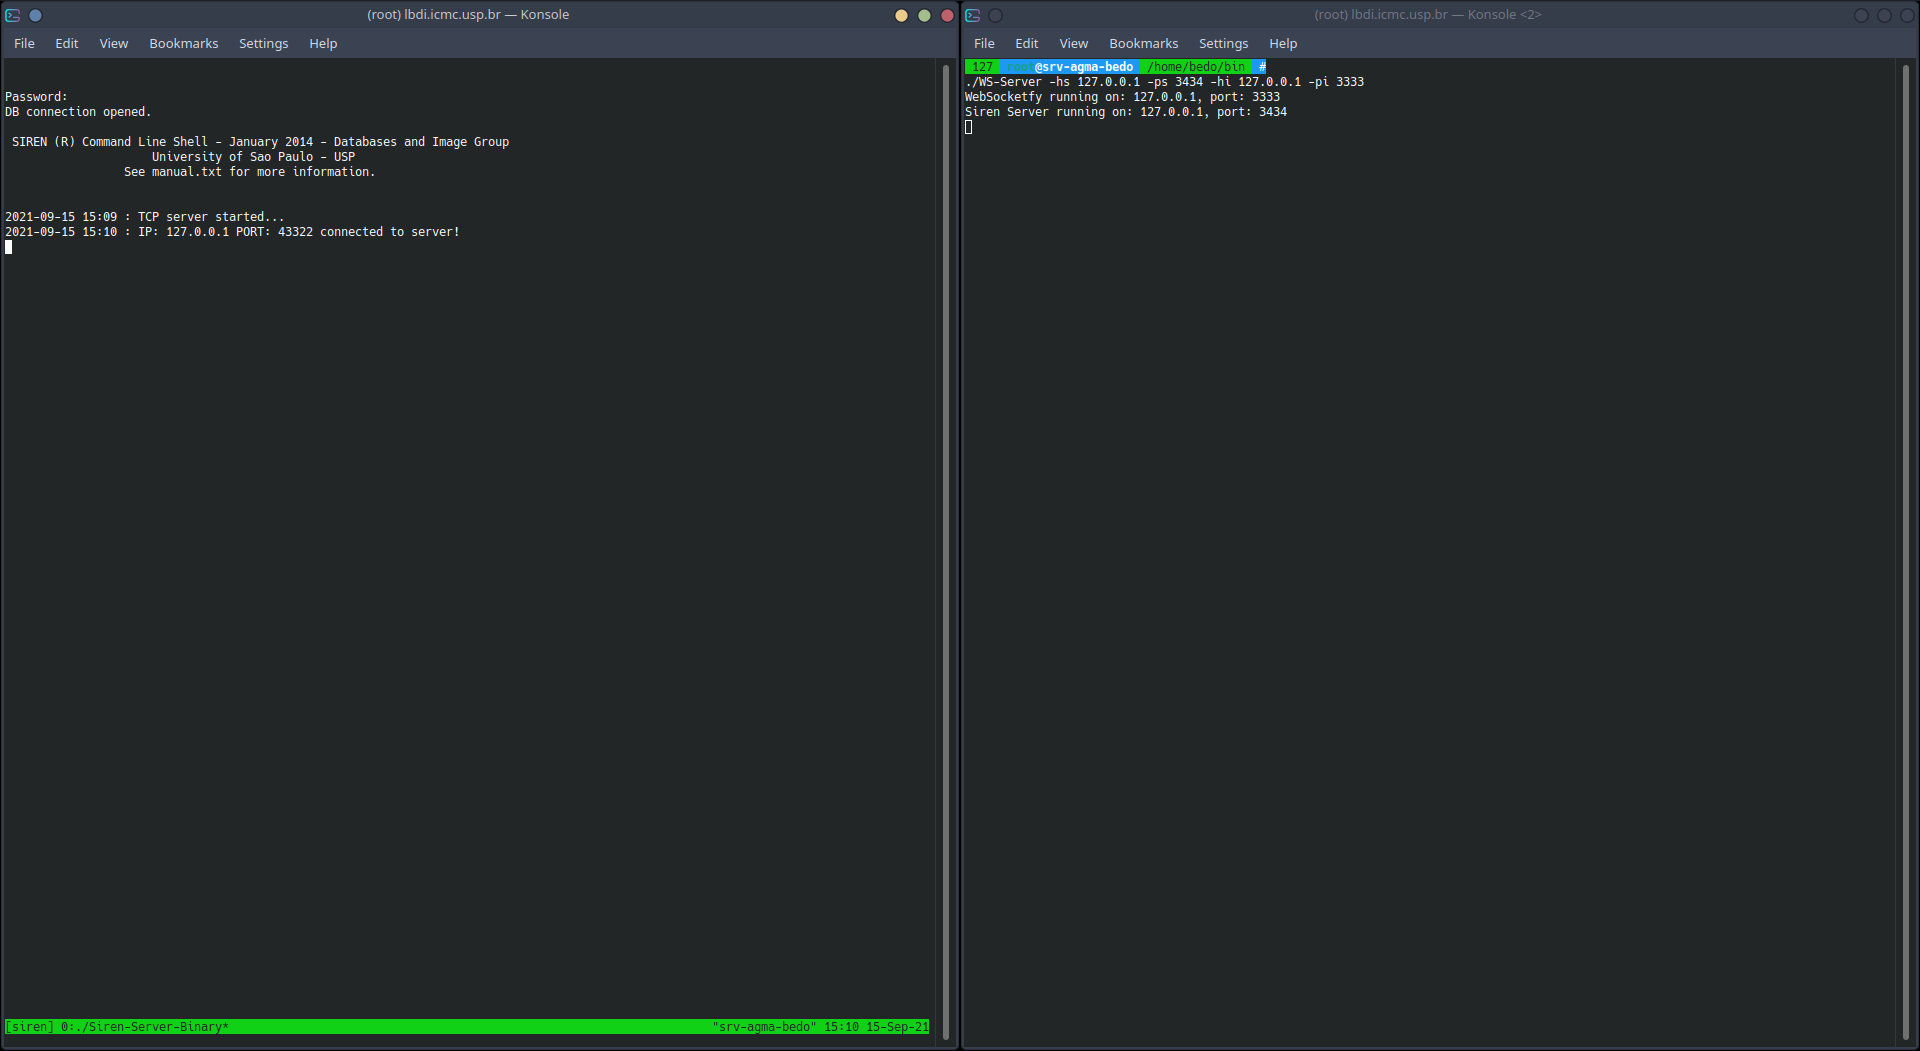 (root) lbdi.icmc.usp.br — Konsole
File Edit View Bookmarks Settings Help
Password:
DB connection opened.
SIREN (R) Command Line Shell - January 2014 - Databases and Image Group
University of Sao Paulo - USP
See manual.txt for more information.
2021-09-15 15:09 : TCP server started...
2021-09-15 15:10 : IP: 127.0.0.1 PORT: 43322 connected to server!
[siren] 0:./Siren-Server-Binary* "srv-agma-bedo" 15:10 15-Sep-21
(root) lbdi.icmc.usp.br — Konsole <2>
File Edit View Bookmarks Settings Help
127 root@srv-agma-bedo /home/bedo/bin #
./WS-Server -hs 127.0.0.1 -ps 3434 -hi 127.0.0.1 -pi 3333
WebSocketfy running on: 127.0.0.1, port: 3333
Siren Server running on: 127.0.0.1, port: 3434